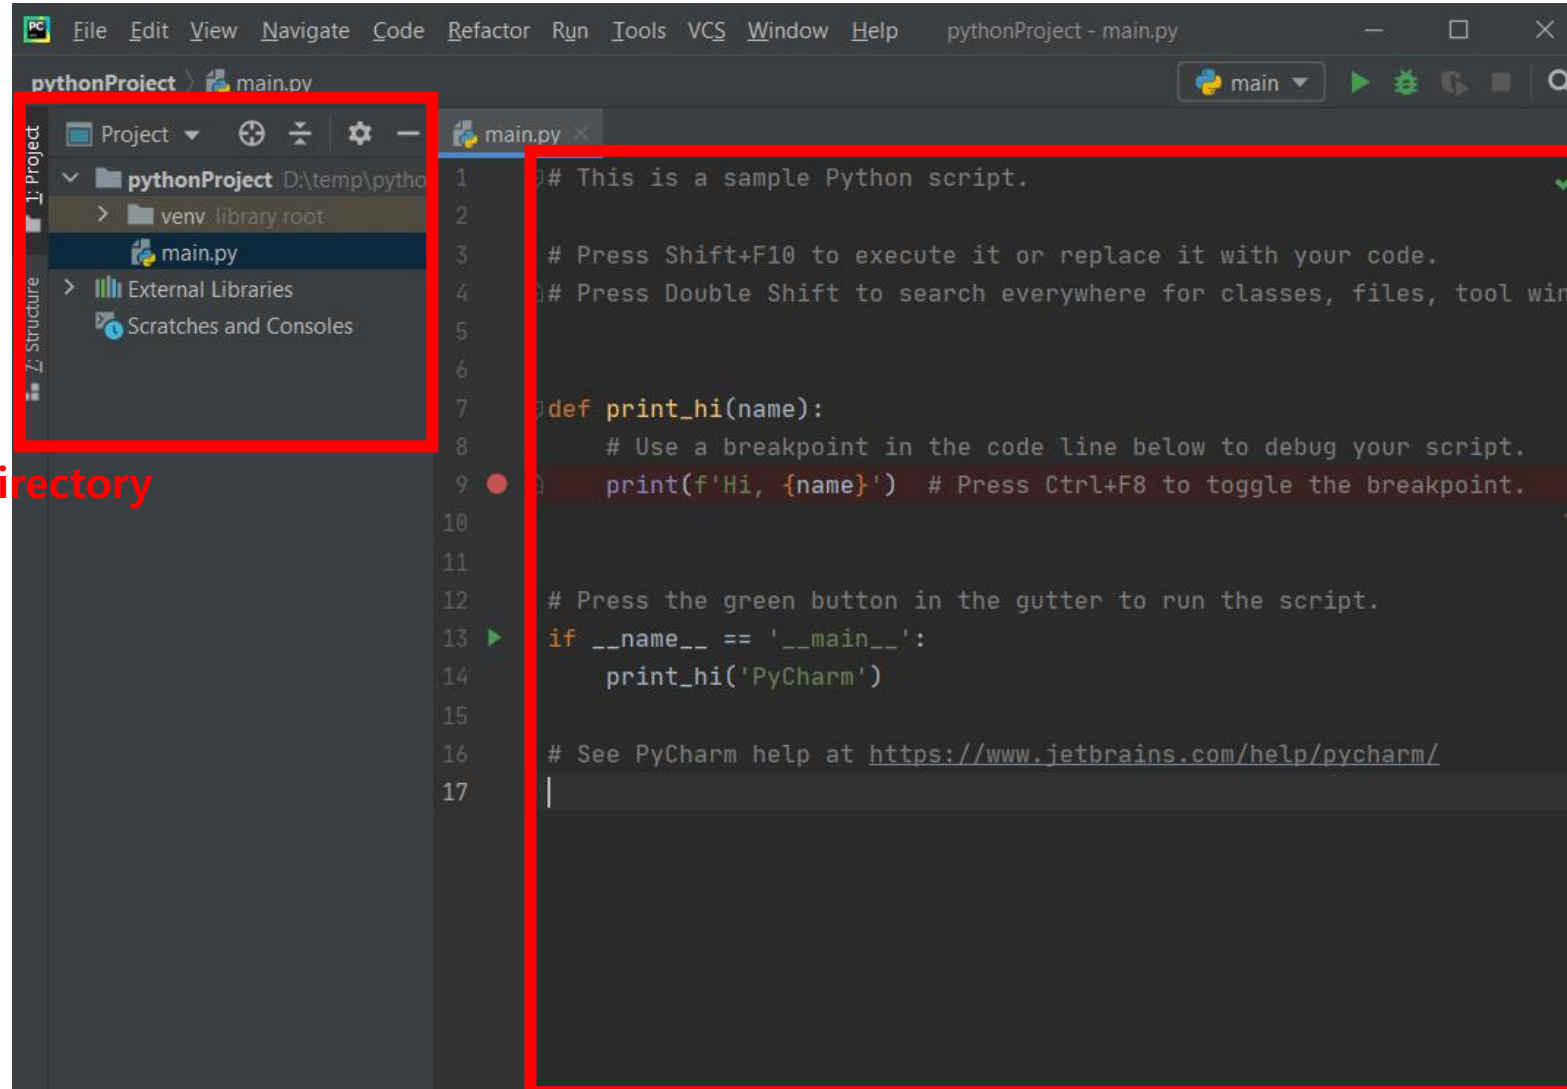 PC File Edit View Navigate Code Refactor Run Tools VCS Window Help pythonProject - main.py
pythonProject main.py main
1: Project
Project main.py
pythonProject D:\temp\pytho
venv library root
main.py
External Libraries
Scratches and Consoles
7: Structure
irectory
1 # This is a sample Python script.
2
3 # Press Shift+F10 to execute it or replace it with your code.
4 # Press Double Shift to search everywhere for classes, files, tool win
5
6
7 def print_hi(name):
8 # Use a breakpoint in the code line below to debug your script.
9 print(f'Hi, {name}') # Press Ctrl+F8 to toggle the breakpoint.
10
11
12 # Press the green button in the gutter to run the script.
13 if __name__ == '__main__':
14 print_hi('PyCharm')
15
16 # See PyCharm help at https://www.jetbrains.com/help/pycharm/
17